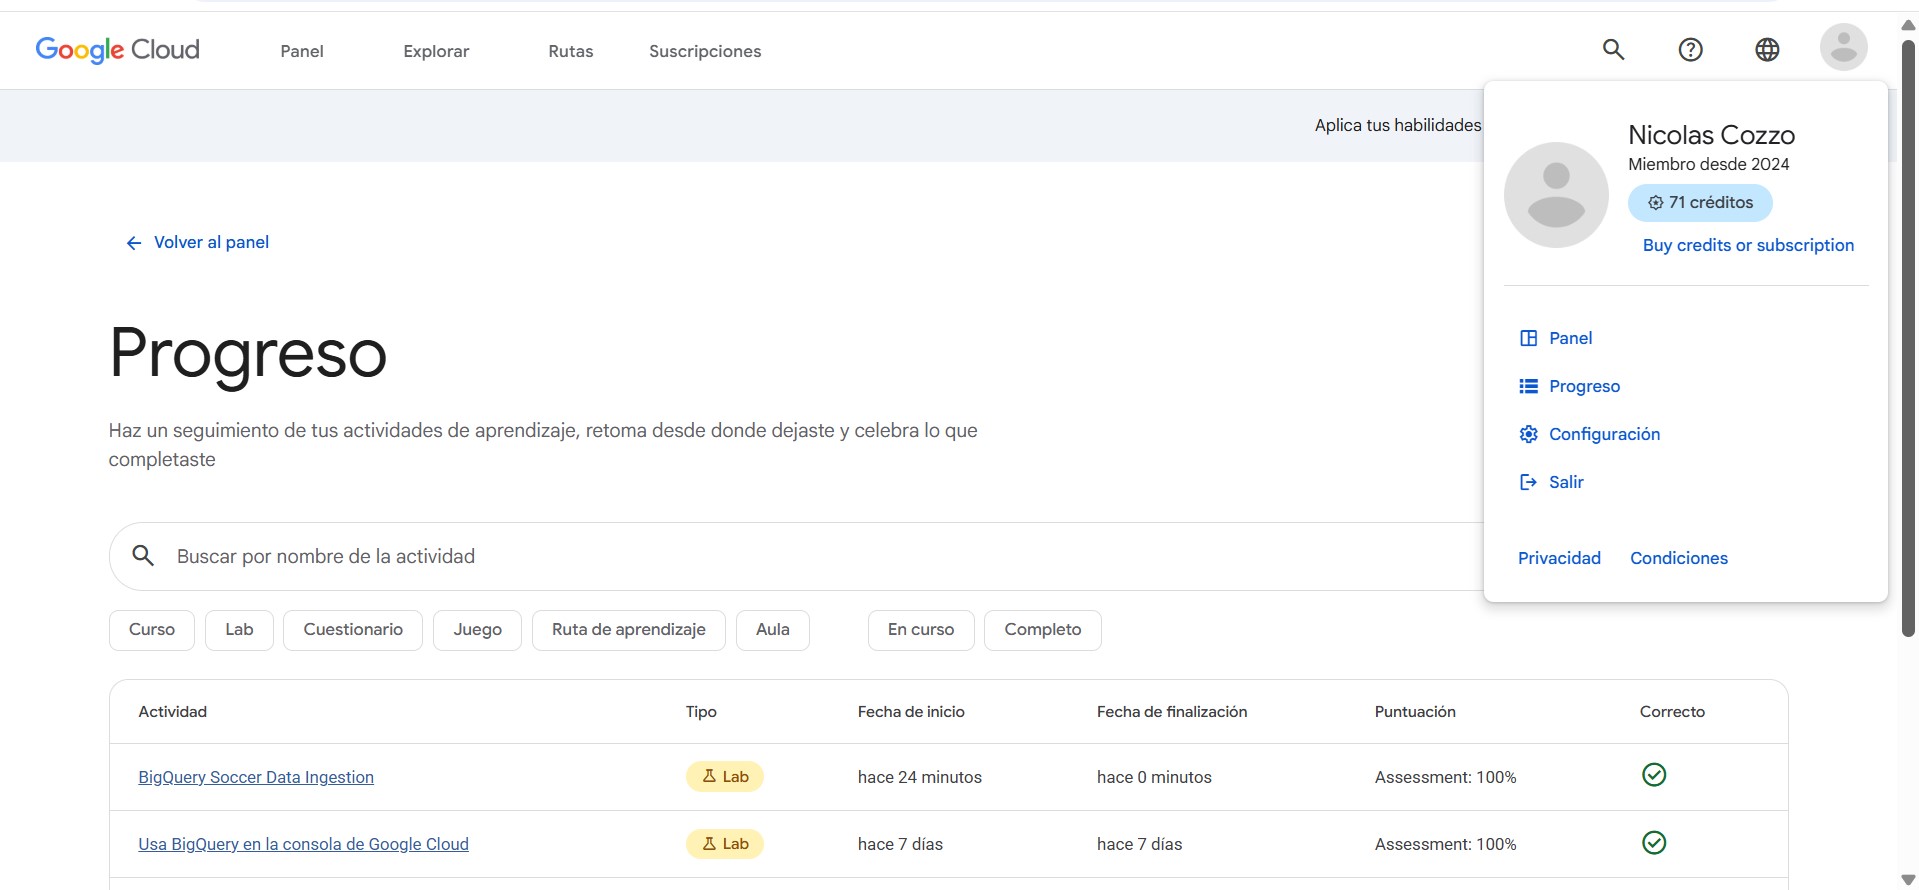 Google Cloud
Panel
Explorar
Rutas
Suscripciones
Aplica tus habilidades
Nicolas Cozzo
Miembro desde 2024
71 créditos
Buy credits or subscription
Panel
Progreso
Configuración
Salir
Privacidad Condiciones
Volver al panel
Progreso
Haz un seguimiento de tus actividades de aprendizaje, retoma desde donde dejaste y celebra lo que
completaste
Buscar por nombre de la actividad
Curso Lab Cuestionario Juego Ruta de aprendizaje Aula En curso Completo
Actividad Tipo Fecha de inicio Fecha de finalización Puntuación Correcto
BigQuery Soccer Data Ingestion Lab hace 24 minutos hace 0 minutos Assessment: 100%
Usa BigQuery en la consola de Google Cloud Lab hace 7 días hace 7 días Assessment: 100%